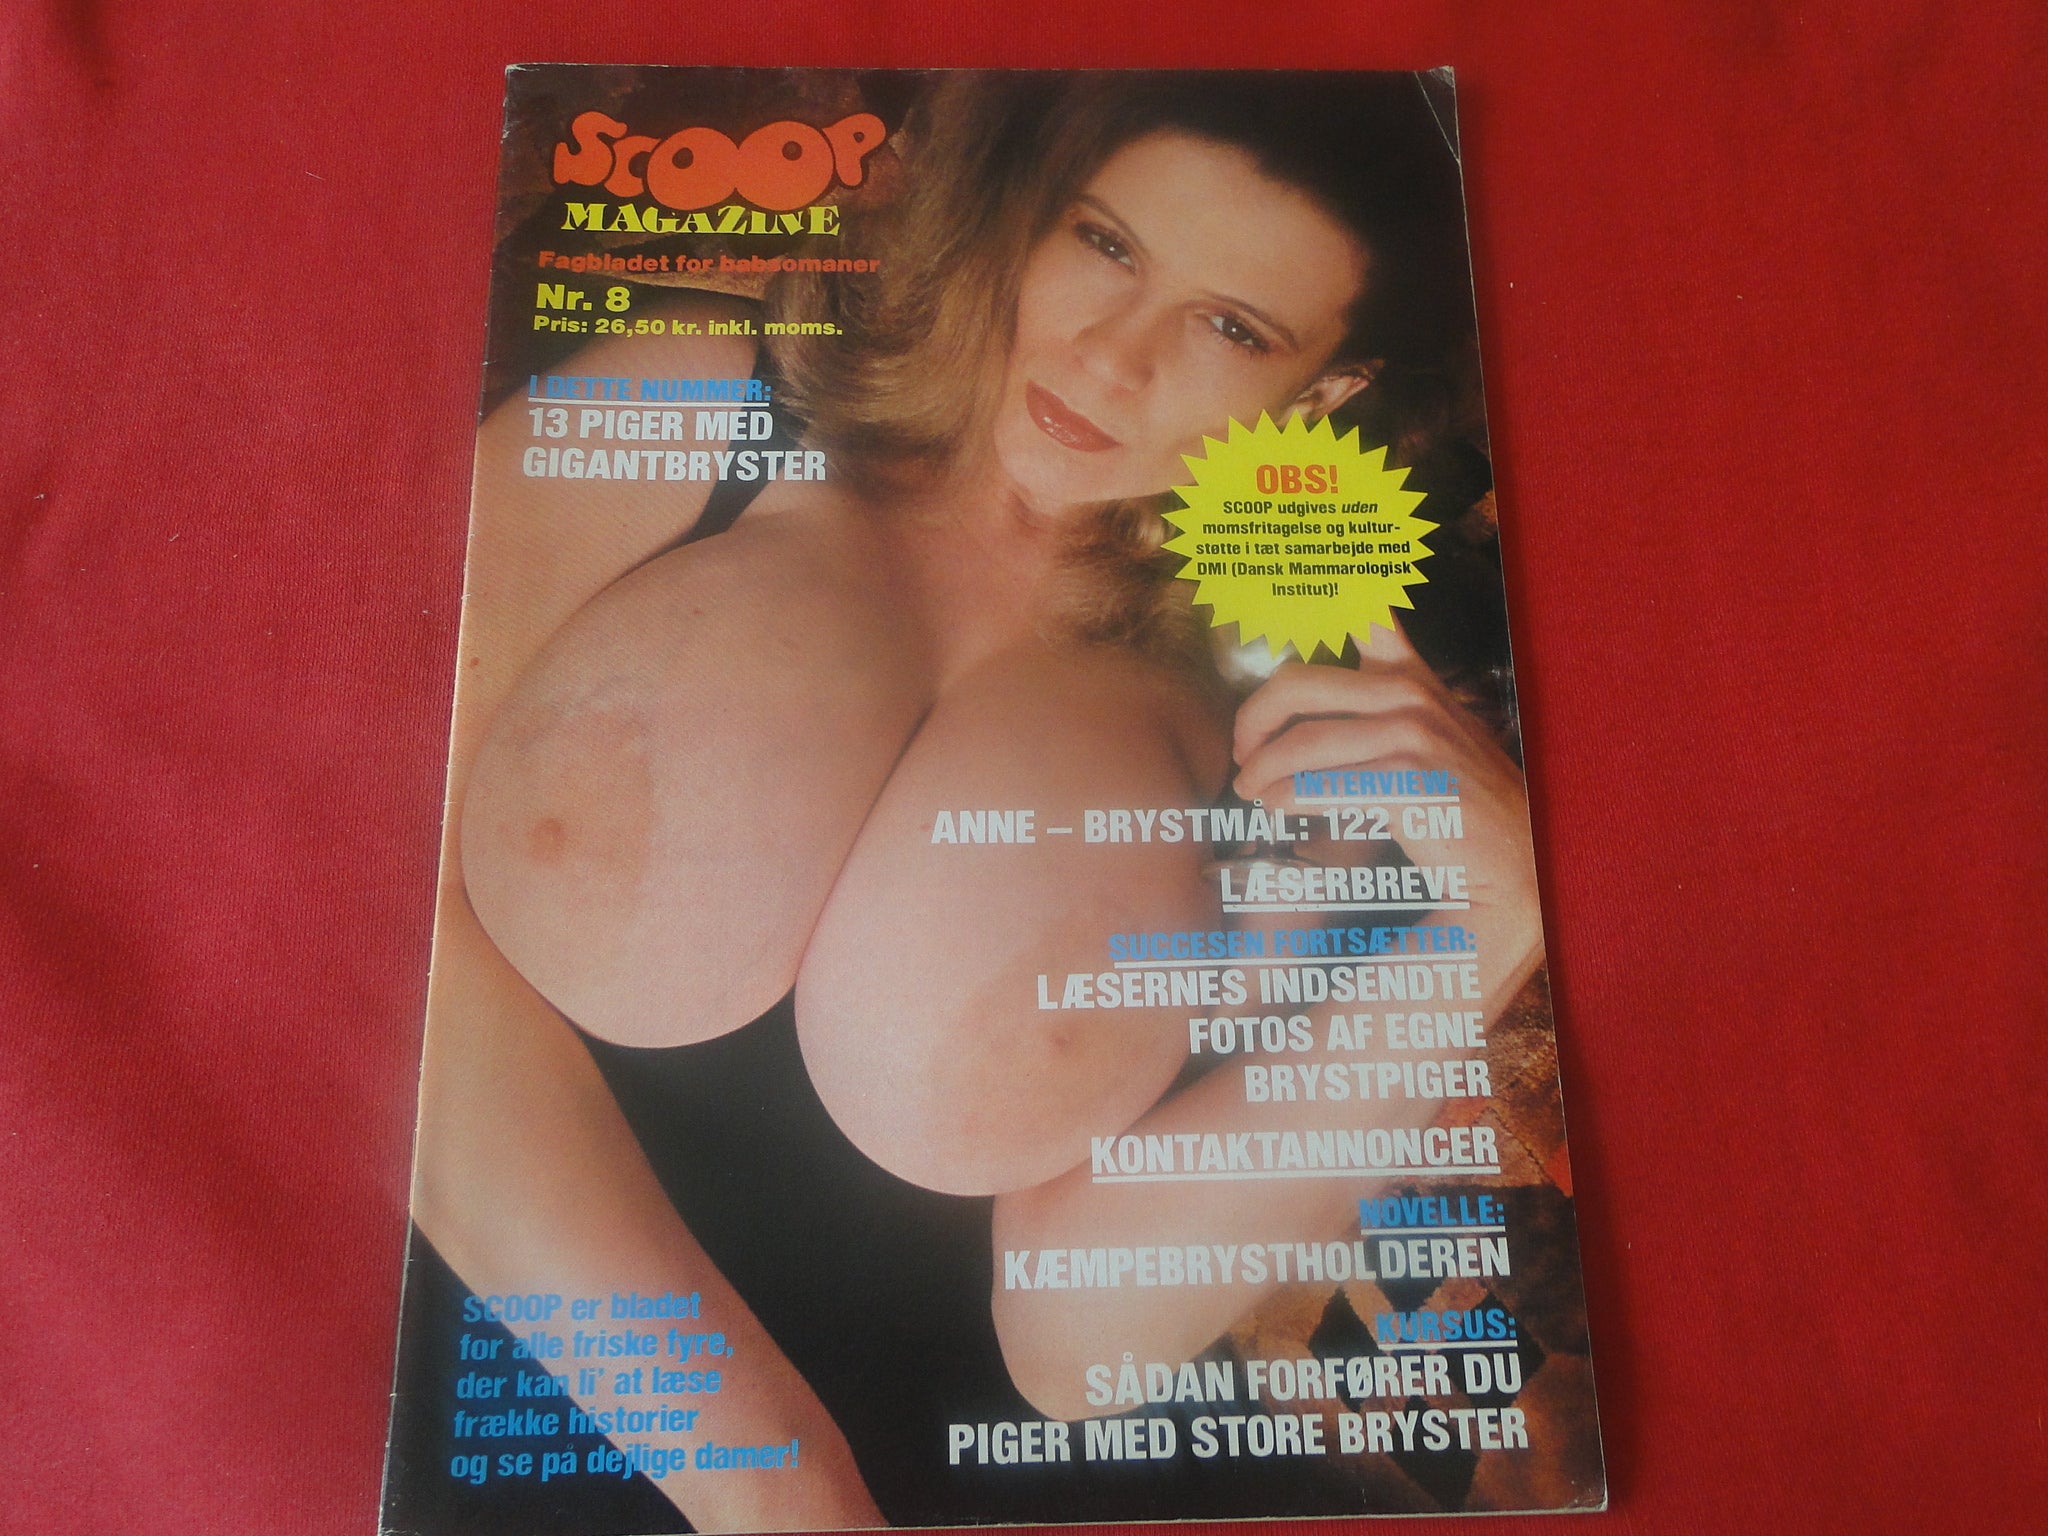 SCOOP
MAGAZINE
Fagbladet for babsomaner
Nr. 8
Pris: 26,50 kr. inkl. moms.
I DETTE NUMMER:
13 PIGER MED
GIGANTBRYSTER
OBS!
SCOOP udgives uden
momsfritagelse og kultur-
støtte i tæt samarbejde med
DMI (Dansk Mammarologisk
Institut)!
INTERVIEW:
ANNE – BRYSTMÅL: 122 CM
LÆSERBREVE
SUCCESEN FORTSÆTTER:
LÆSERNES INDSENDTE
FOTOS AF EGNE
BRYSTPIGER
KONTAKTANNONCER
NOVELLE:
KÆMPEBRYSTHOLDEREN
KURSUS:
SÅDAN FORFØRER DU
PIGER MED STORE BRYSTER
SCOOP er bladet
for alle friske fyre,
der kan li' at læse
frække historier
og se på dejlige damer!